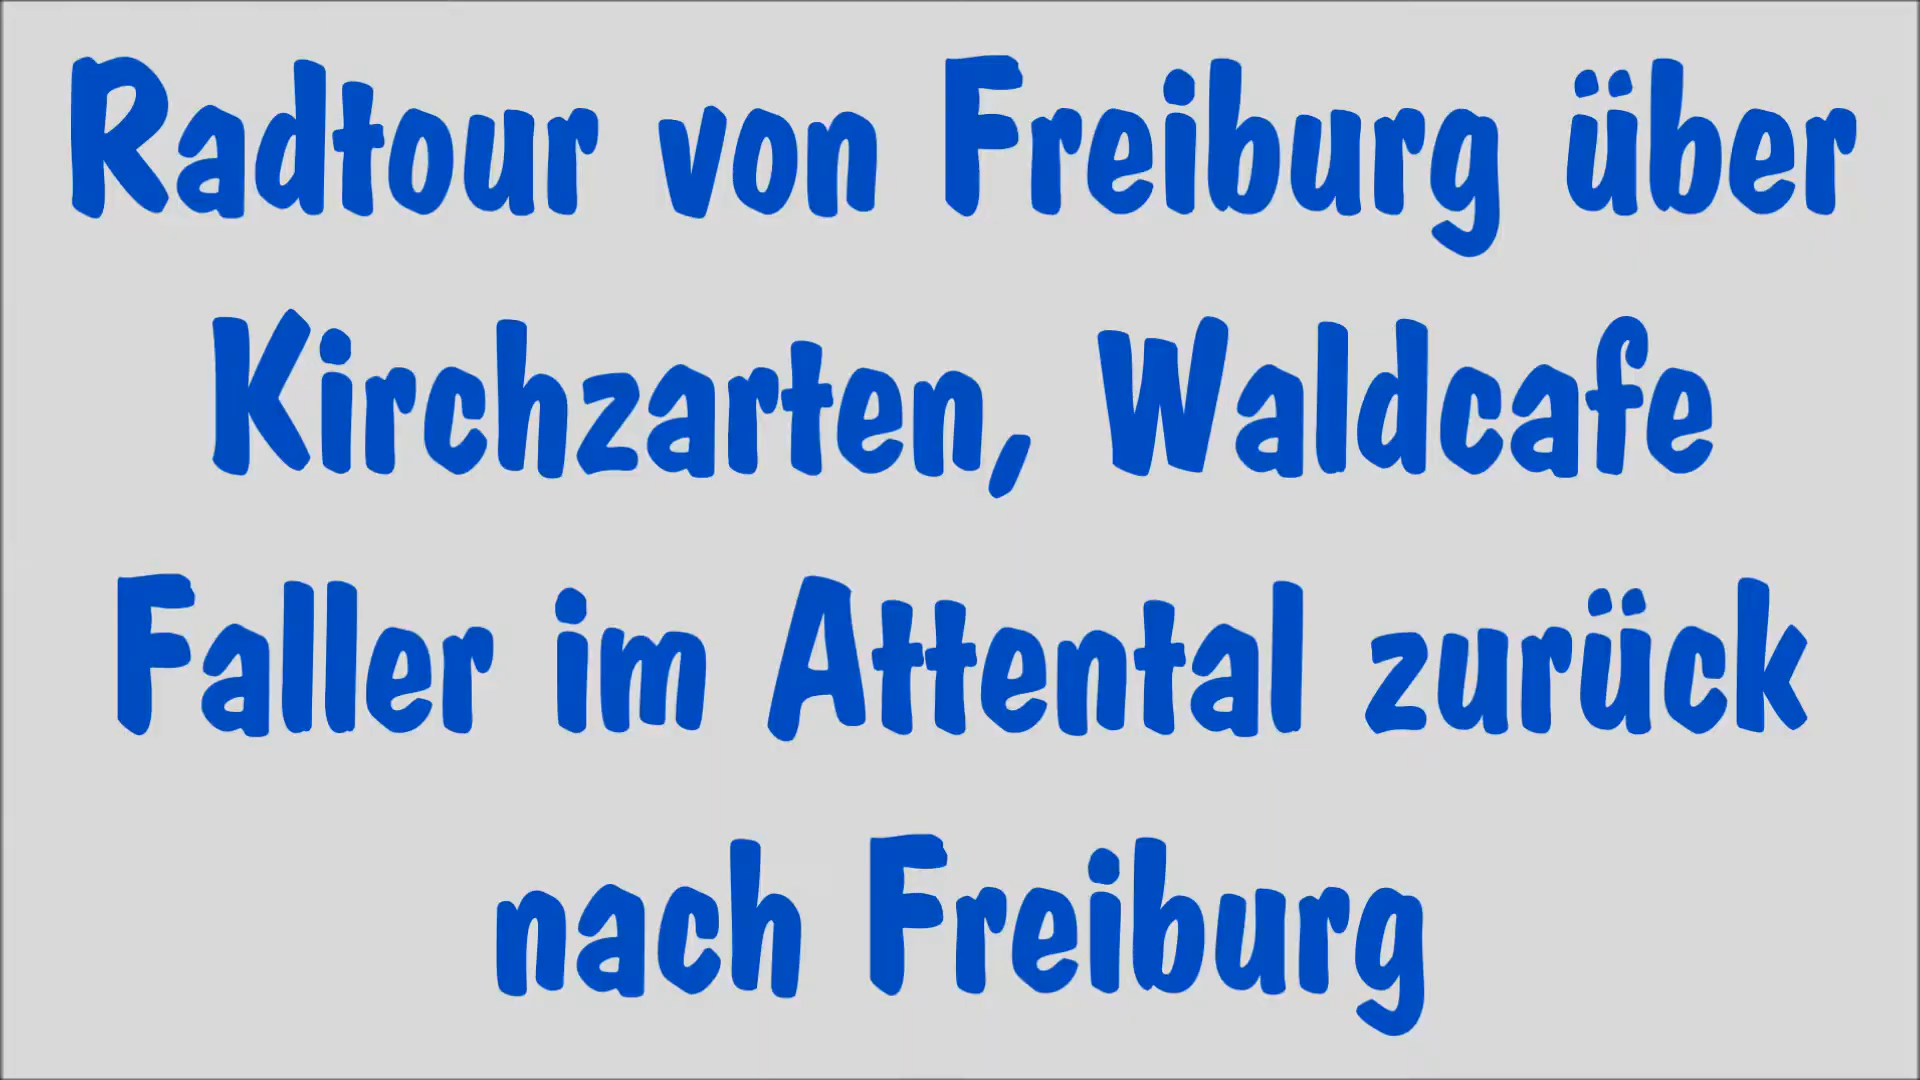 Radtour von Freiburg über
Kirchzarten, Waldcafe
Faller im Attental zurück
nach Freiburg